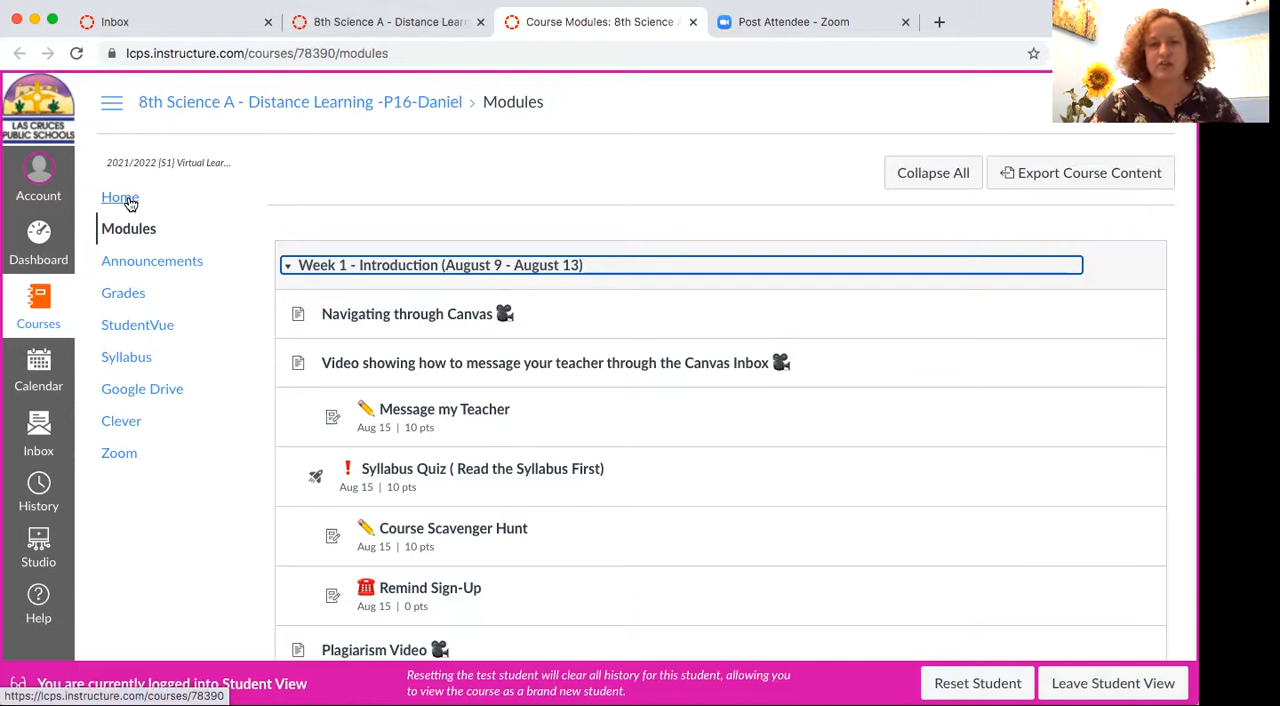 Inbox
8th Science A - Distance Learn
Course Modules: 8th Science A
Post Attendee - Zoom
lcps.instructure.com/courses/78390/modules
LAS CRUCES
PUBLIC SCHOOLS
8th Science A - Distance Learning -P16-Daniel > Modules
2021/2022 [S1] Virtual Lear...
Collapse All
Export Course Content
Account
Dashboard
Courses
Calendar
Inbox
History
Studio
Help
Home
Modules
Announcements
Grades
StudentVue
Syllabus
Google Drive
Clever
Zoom
Week 1 - Introduction (August 9 - August 13)
Navigating through Canvas
Video showing how to message your teacher through the Canvas Inbox
Message my Teacher
Aug 15 | 10 pts
Syllabus Quiz ( Read the Syllabus First)
Aug 15 | 10 pts
Course Scavenger Hunt
Aug 15 | 10 pts
Remind Sign-Up
Aug 15 | 0 pts
Plagiarism Video
You are currently logged into Student View
Resetting the test student will clear all history for this student, allowing you
to view the course as a brand new student.
Reset Student
Leave Student View
https://lcps.instructure.com/courses/78390